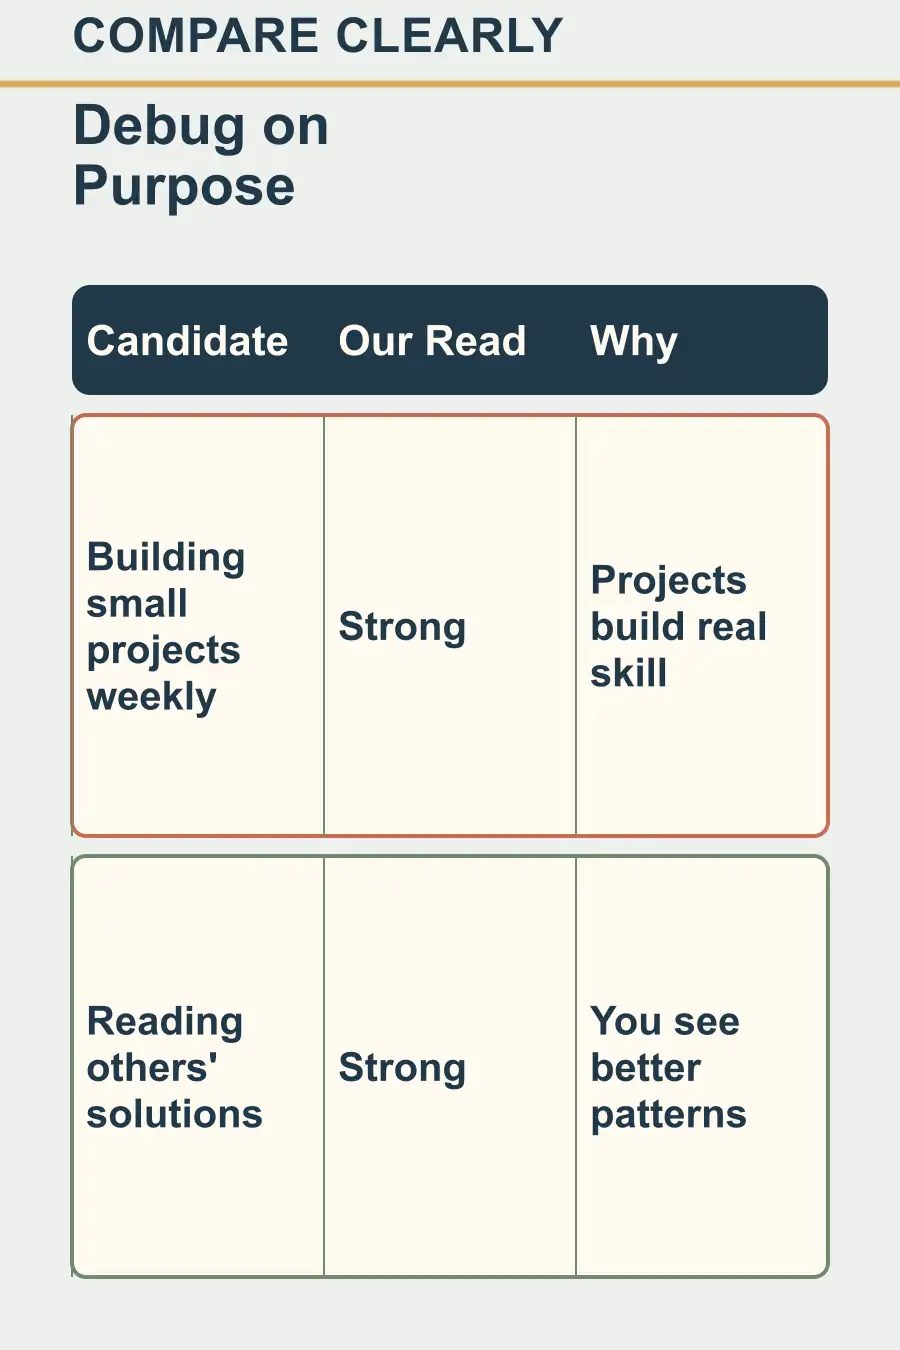 COMPARE CLEARLY
Debug on
Purpose
Candidate Our Read Why
Building
small
projects
weekly
Strong
Projects
build real
skill
Reading
others'
solutions
Strong
You see
better
patterns